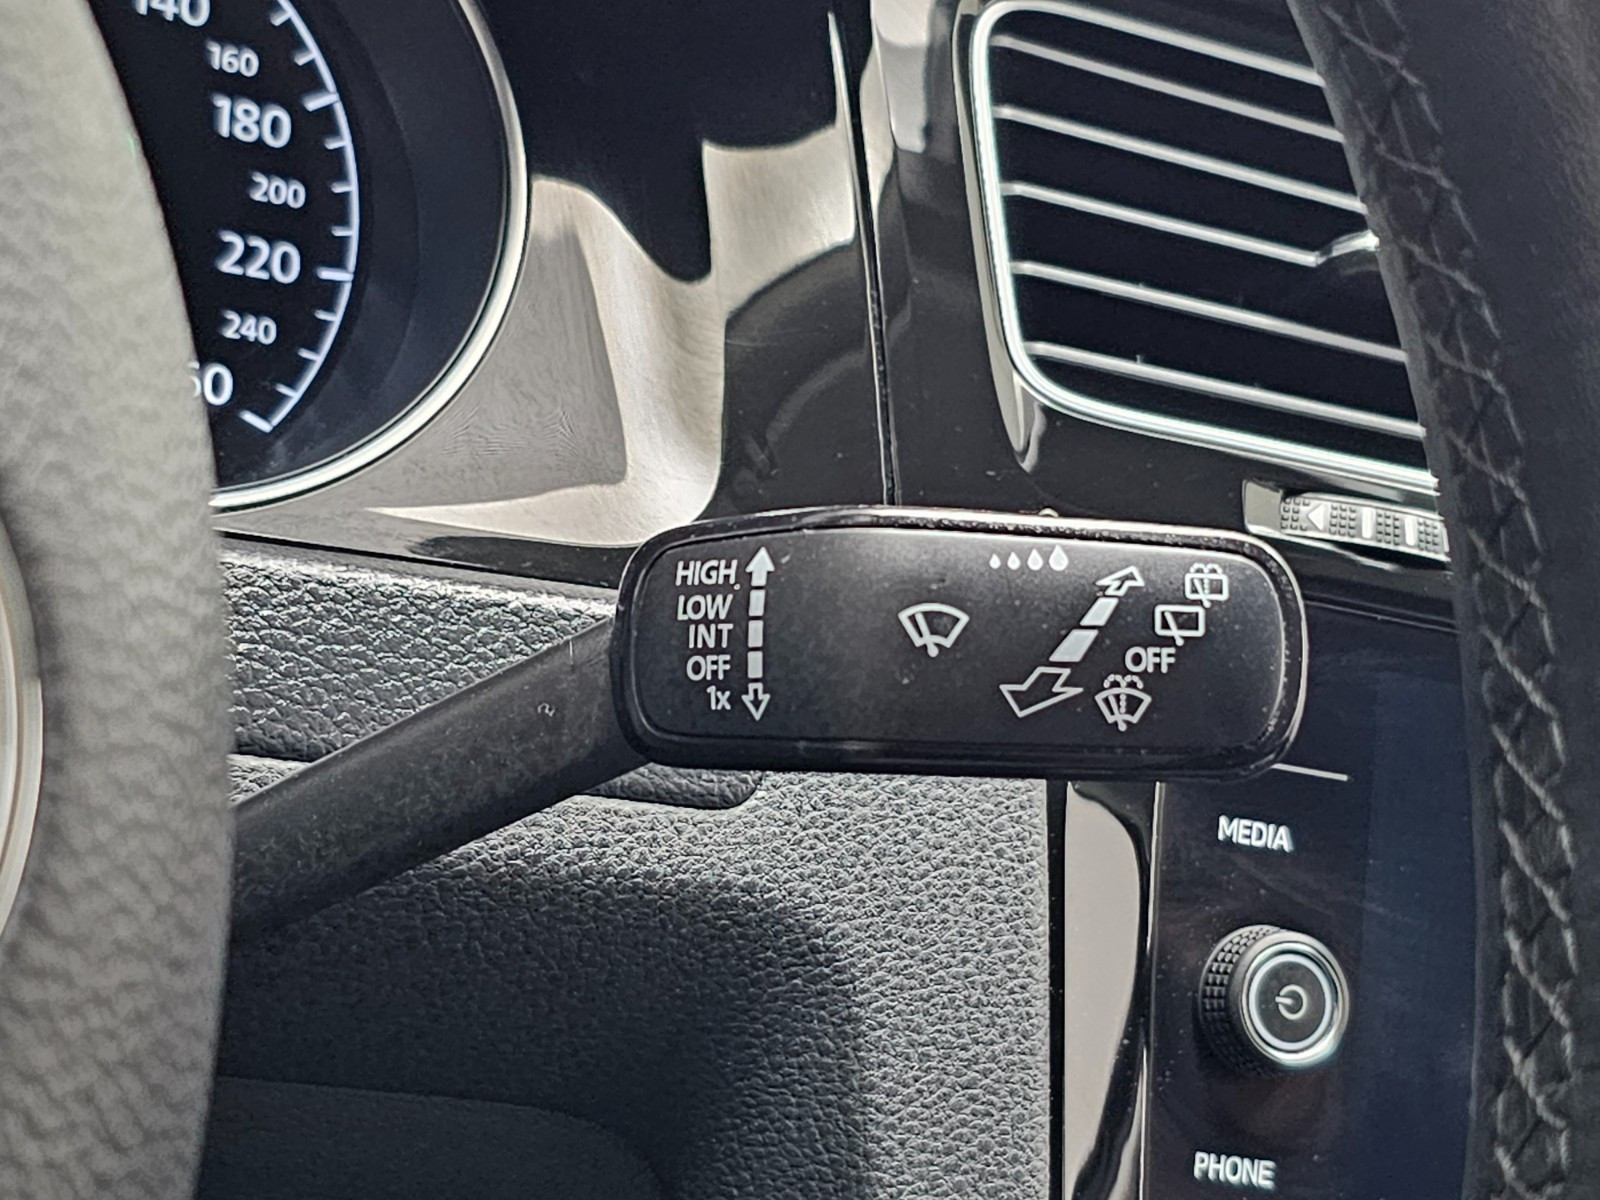 140
160
180
200
220
240
HIGH
LOW
INT
OFF
1x
OFF
MEDIA
PHONE